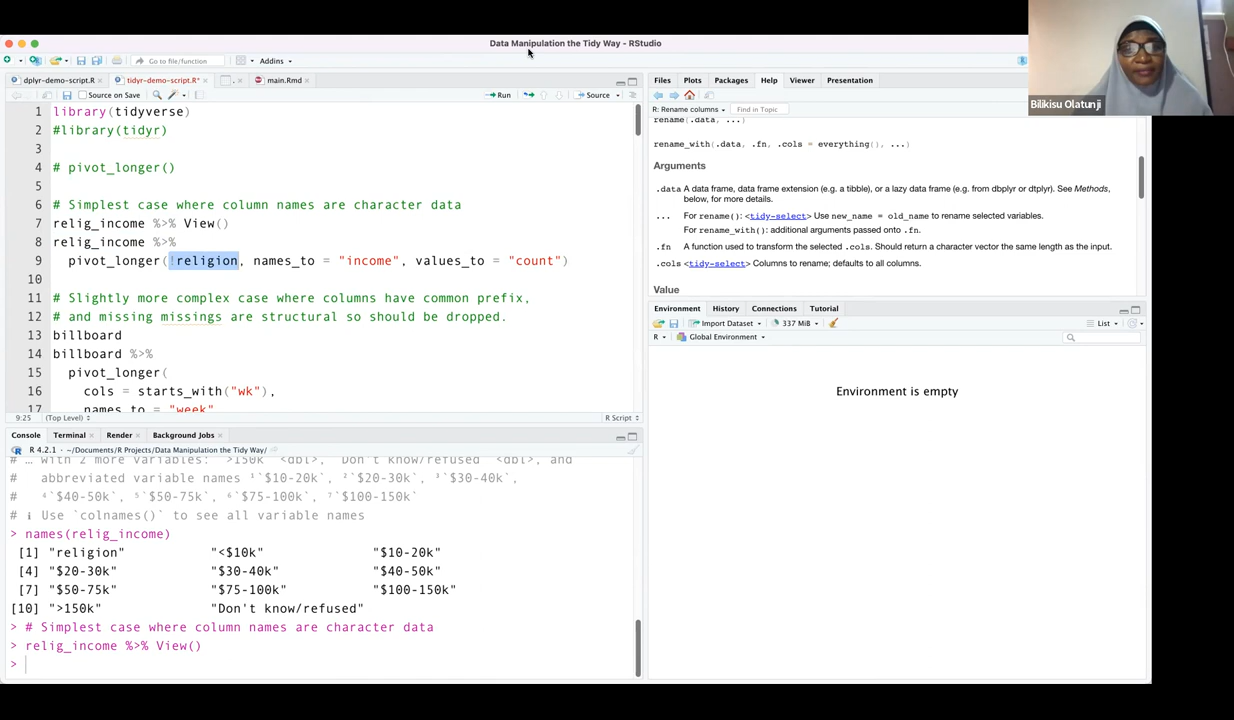 Data Manipulation the Tidy Way - RStudio
Go to file/function
Addins
dplyr-demo-script.R
tidyr-demo-script.R*
main.Rmd
Source on Save
Run
Source
1 library(tidyverse)
2 #library(tidyr)
3
4 # pivot_longer()
5
6 # Simplest case where column names are character data
7 relig_income %>% View()
8 relig_income %>%
9 pivot_longer(!religion, names_to = "income", values_to = "count")
10
11 # Slightly more complex case where columns have common prefix,
12 # and missing missings are structural so should be dropped.
13 billboard
14 billboard %>%
15 pivot_longer(
16 cols = starts_with("wk"),
17 names_to = "week"
9:25 (Top Level) R Script
Console Terminal Render Background Jobs
R 4.2.1 · ~/Documents/R Projects/Data Manipulation the Tidy Way/
# … with 2 more variables: `>150k` <dbl>, `Don't know/refused` <dbl>, and
# abbreviated variable names ¹​`$10-20k`, ²​`$20-30k`, ³​`$30-40k`,
# ⁴​`$40-50k`, ⁵​`$50-75k`, ⁶​`$75-100k`, ⁷​`$100-150k`
# ℹ Use `colnames()` to see all variable names
> names(relig_income)
[1] "religion" "<$10k" "$10-20k"
[4] "$20-30k" "$30-40k" "$40-50k"
[7] "$50-75k" "$75-100k" "$100-150k"
[10] ">150k" "Don't know/refused"
> # Simplest case where column names are character data
> relig_income %>% View()
>
Files Plots Packages Help Viewer Presentation
R: Rename columns
Find in Topic
rename(.data, ...)
rename_with(.data, .fn, .cols = everything(), ...)
Arguments
.data A data frame, data frame extension (e.g. a tibble), or a lazy data frame (e.g. from dbplyr or dtplyr). See Methods,
below, for more details.
... For rename(): <tidy-select> Use new_name = old_name to rename selected variables.
For rename_with(): additional arguments passed onto .fn.
.fn A function used to transform the selected .cols. Should return a character vector the same length as the input.
.cols <tidy-select> Columns to rename; defaults to all columns.
Value
Environment History Connections Tutorial
Import Dataset
337 MiB
List
R
Global Environment
Environment is empty
Bilikisu Olatunji